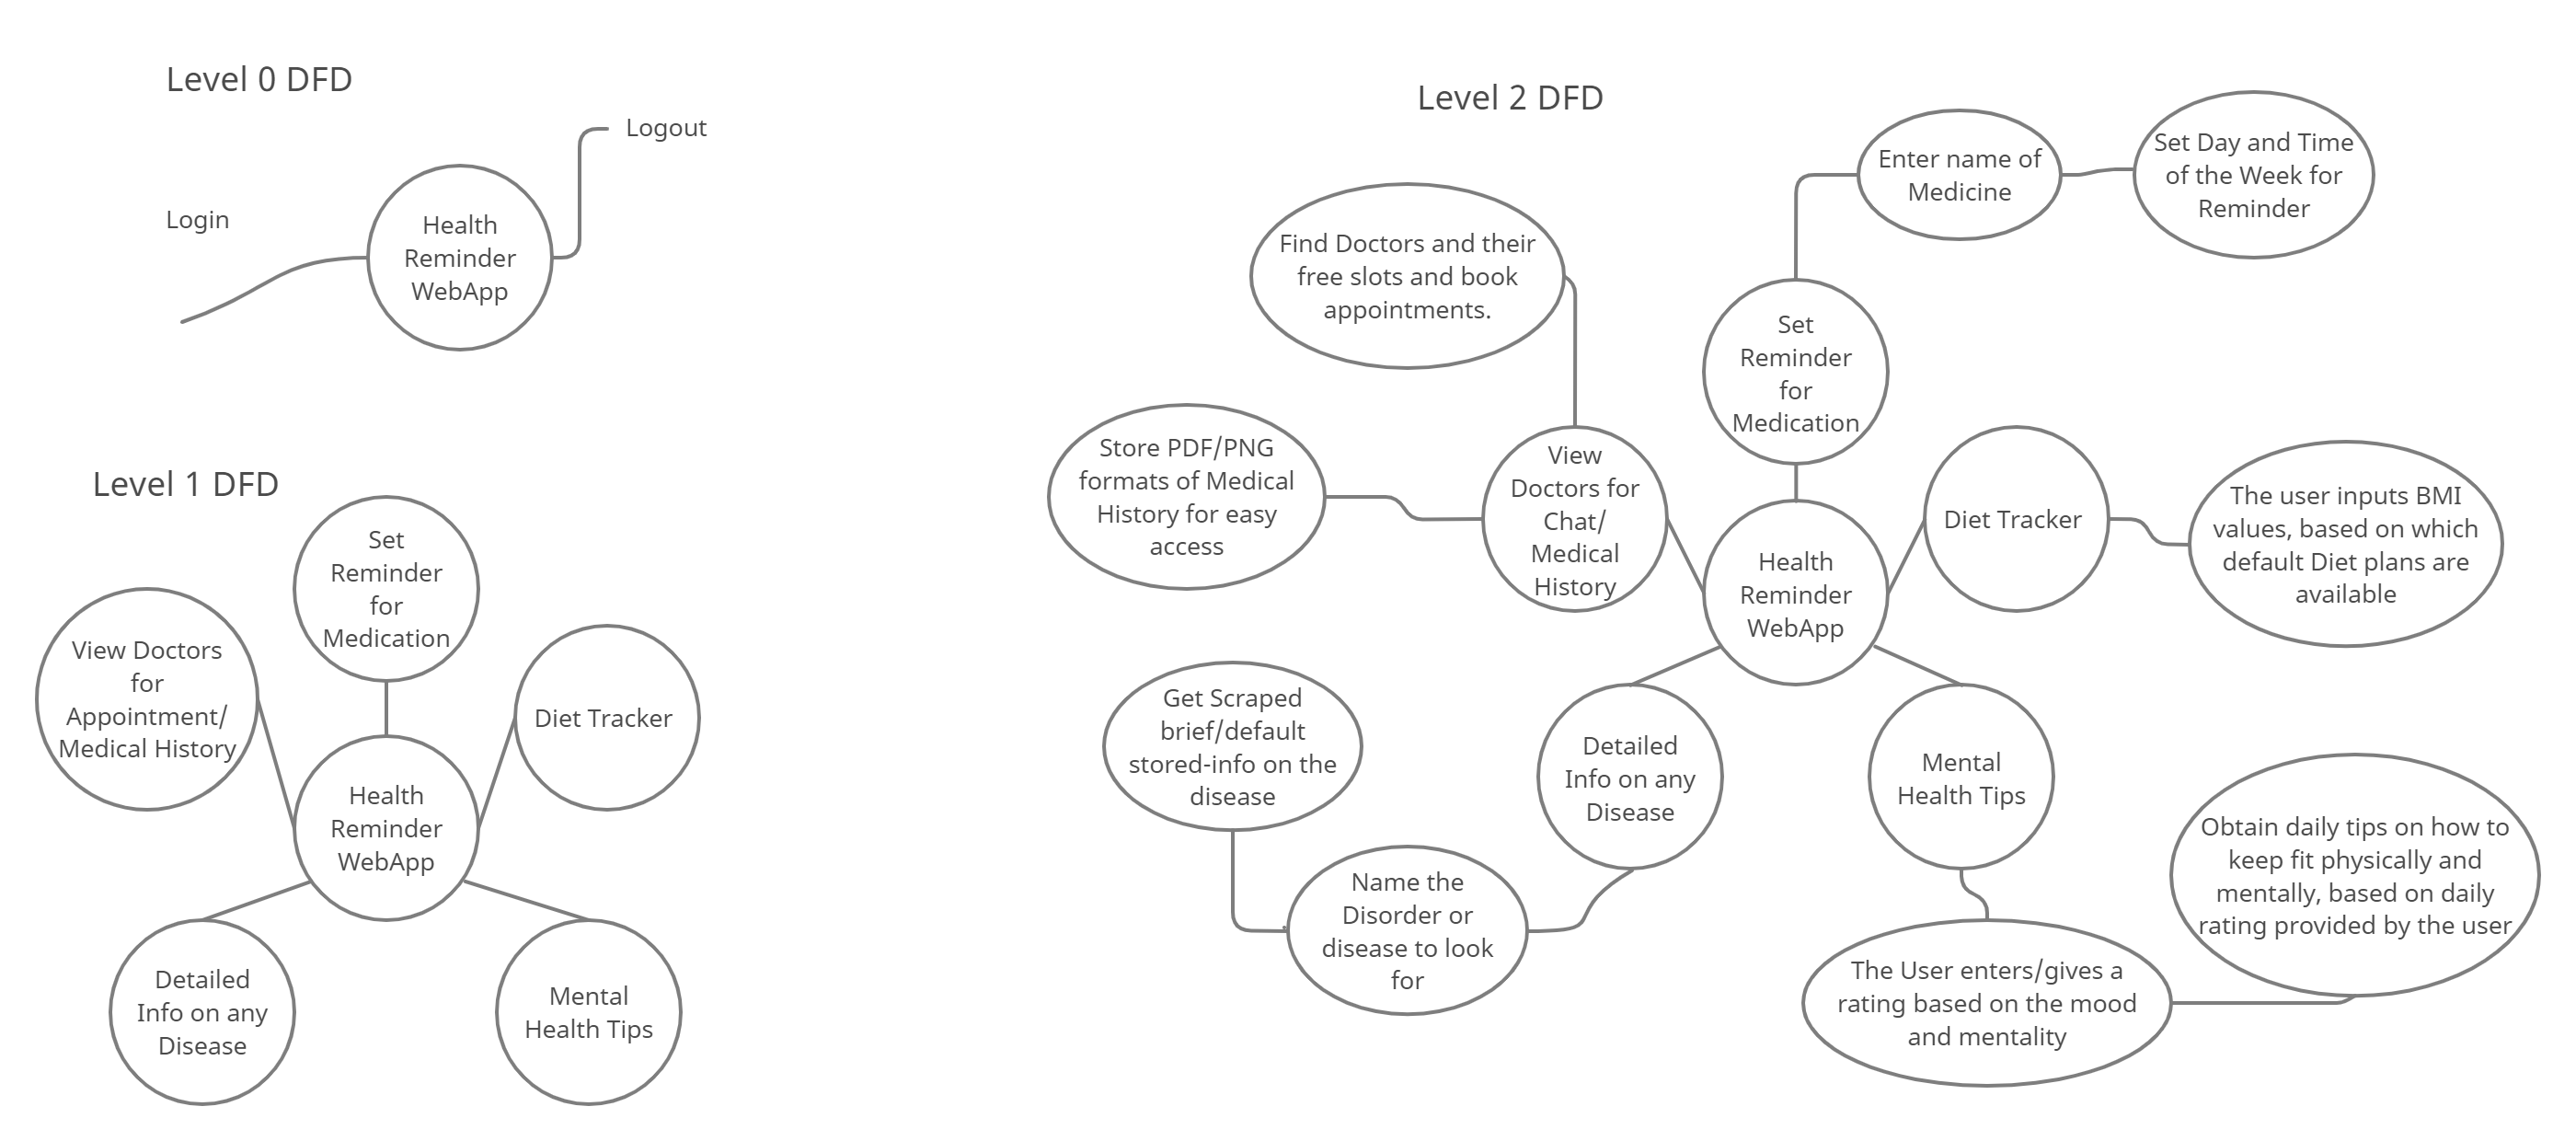 Level 0 DFD
Logout
Login
Health
Reminder
WebApp
Level 1 DFD
Set
Reminder
for
Medication
View Doctors
for
Appointment/
Medical History
Diet Tracker
Health
Reminder
WebApp
Detailed
Info on any
Disease
Mental
Health Tips
Level 2 DFD
Enter name of
Medicine
Set Day and Time
of the Week for
Reminder
Find Doctors and their
free slots and book
appointments.
Set
Reminder
for
Medication
Store PDF/PNG
formats of Medical
History for easy
access
View
Doctors for
Chat/
Medical
History
Diet Tracker
The user inputs BMI
values, based on which
default Diet plans are
available
Health
Reminder
WebApp
Get Scraped
brief/default
stored-info on the
disease
Detailed
Info on any
Disease
Mental
Health Tips
Name the
Disorder or
disease to look
for
Obtain daily tips on how to
keep fit physically and
mentally, based on daily
rating provided by the user
The User enters/gives a
rating based on the mood
and mentality